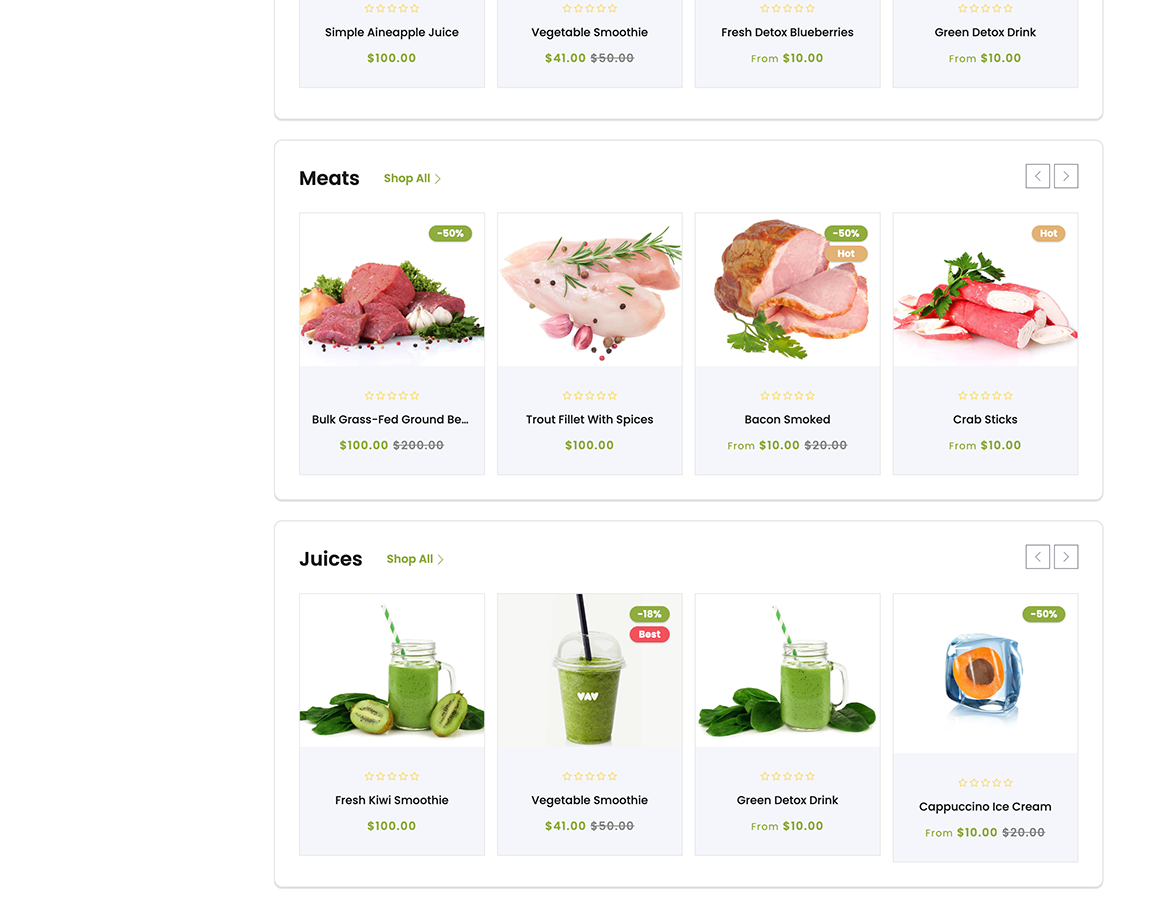 Simple Aineapple Juice
$100.00
Vegetable Smoothie
$41.00 $50.00
Fresh Detox Blueberries
From $10.00
Green Detox Drink
From $10.00
Meats
Shop All
-50%
Bulk Grass-Fed Ground Be...
$100.00 $200.00
Trout Fillet With Spices
$100.00
-50%
Hot
Bacon Smoked
From $10.00 $20.00
Hot
Crab Sticks
From $10.00
Juices
Shop All
Fresh Kiwi Smoothie
$100.00
-18%
Best
VAV
Vegetable Smoothie
$41.00 $50.00
Green Detox Drink
From $10.00
-50%
Cappuccino Ice Cream
From $10.00 $20.00